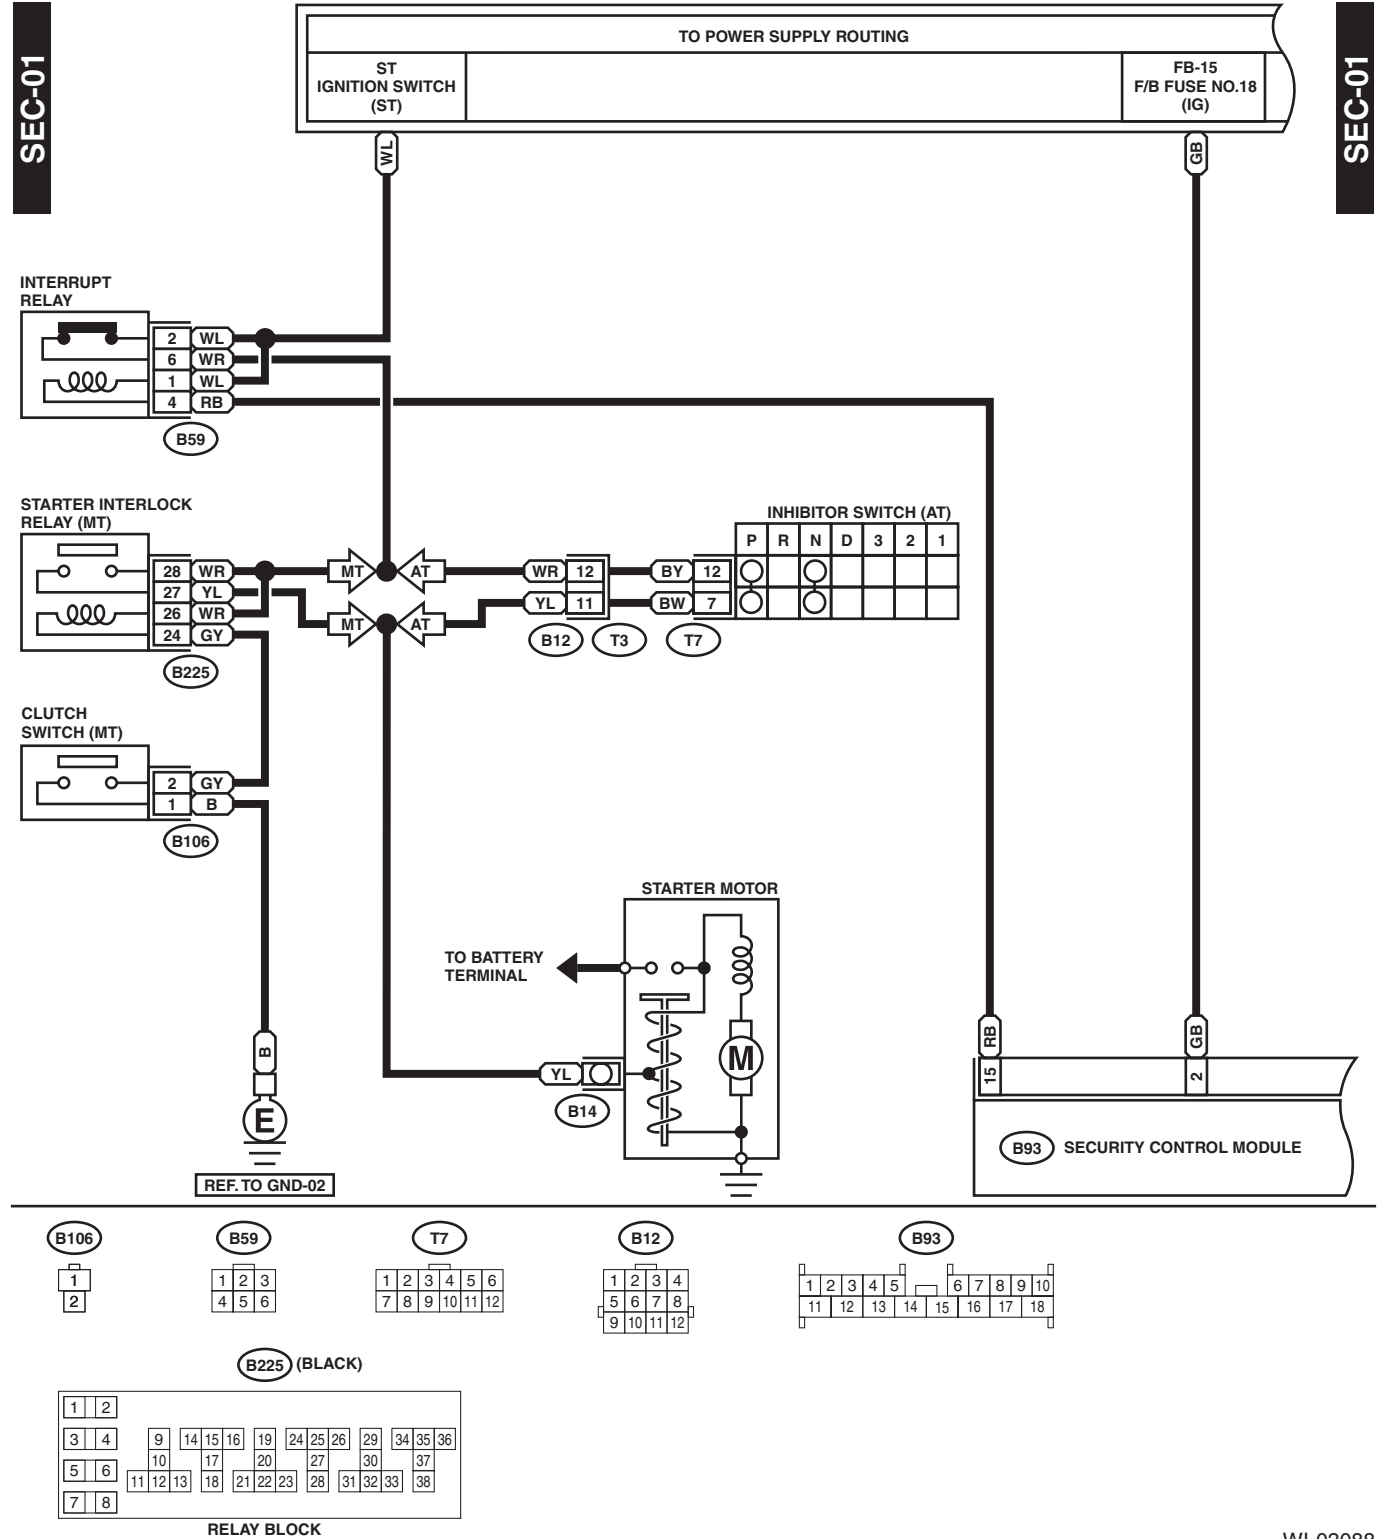 SEC-01
SEC-01
TO POWER SUPPLY ROUTING
ST
IGNITION SWITCH
(ST)
FB-15
F/B FUSE NO.18
(IG)
WL
GB
INTERRUPT
RELAY
2 WL
6 WR
1 WL
4 RB
B59
STARTER INTERLOCK
RELAY (MT)
28 WR
27 YL
26 WR
24 GY
B225
MT AT
MT AT
WR 12
YL 11
B12 T3 T7
BY 12
BW 7
INHIBITOR SWITCH (AT)
P R N D 3 2 1
CLUTCH
SWITCH (MT)
2 GY
1 B
B106
STARTER MOTOR
TO BATTERY
TERMINAL
M
YL
B14
B
E
REF. TO GND-02
RB
15
GB
2
B93 SECURITY CONTROL MODULE
B106
1
2
B59
1 2 3
4 5 6
T7
1 2 3 4 5 6
7 8 9 10 11 12
B12
1 2 3 4
5 6 7 8
9 10 11 12
B93
1 2 3 4 5 6 7 8 9 10
11 12 13 14 15 16 17 18
B225 (BLACK)
1 2
3 4 9 14 15 16 19 24 25 26 29 34 35 36
10 17 20 27 30 37
5 6 11 12 13 18 21 22 23 28 31 32 33 38
7 8
RELAY BLOCK